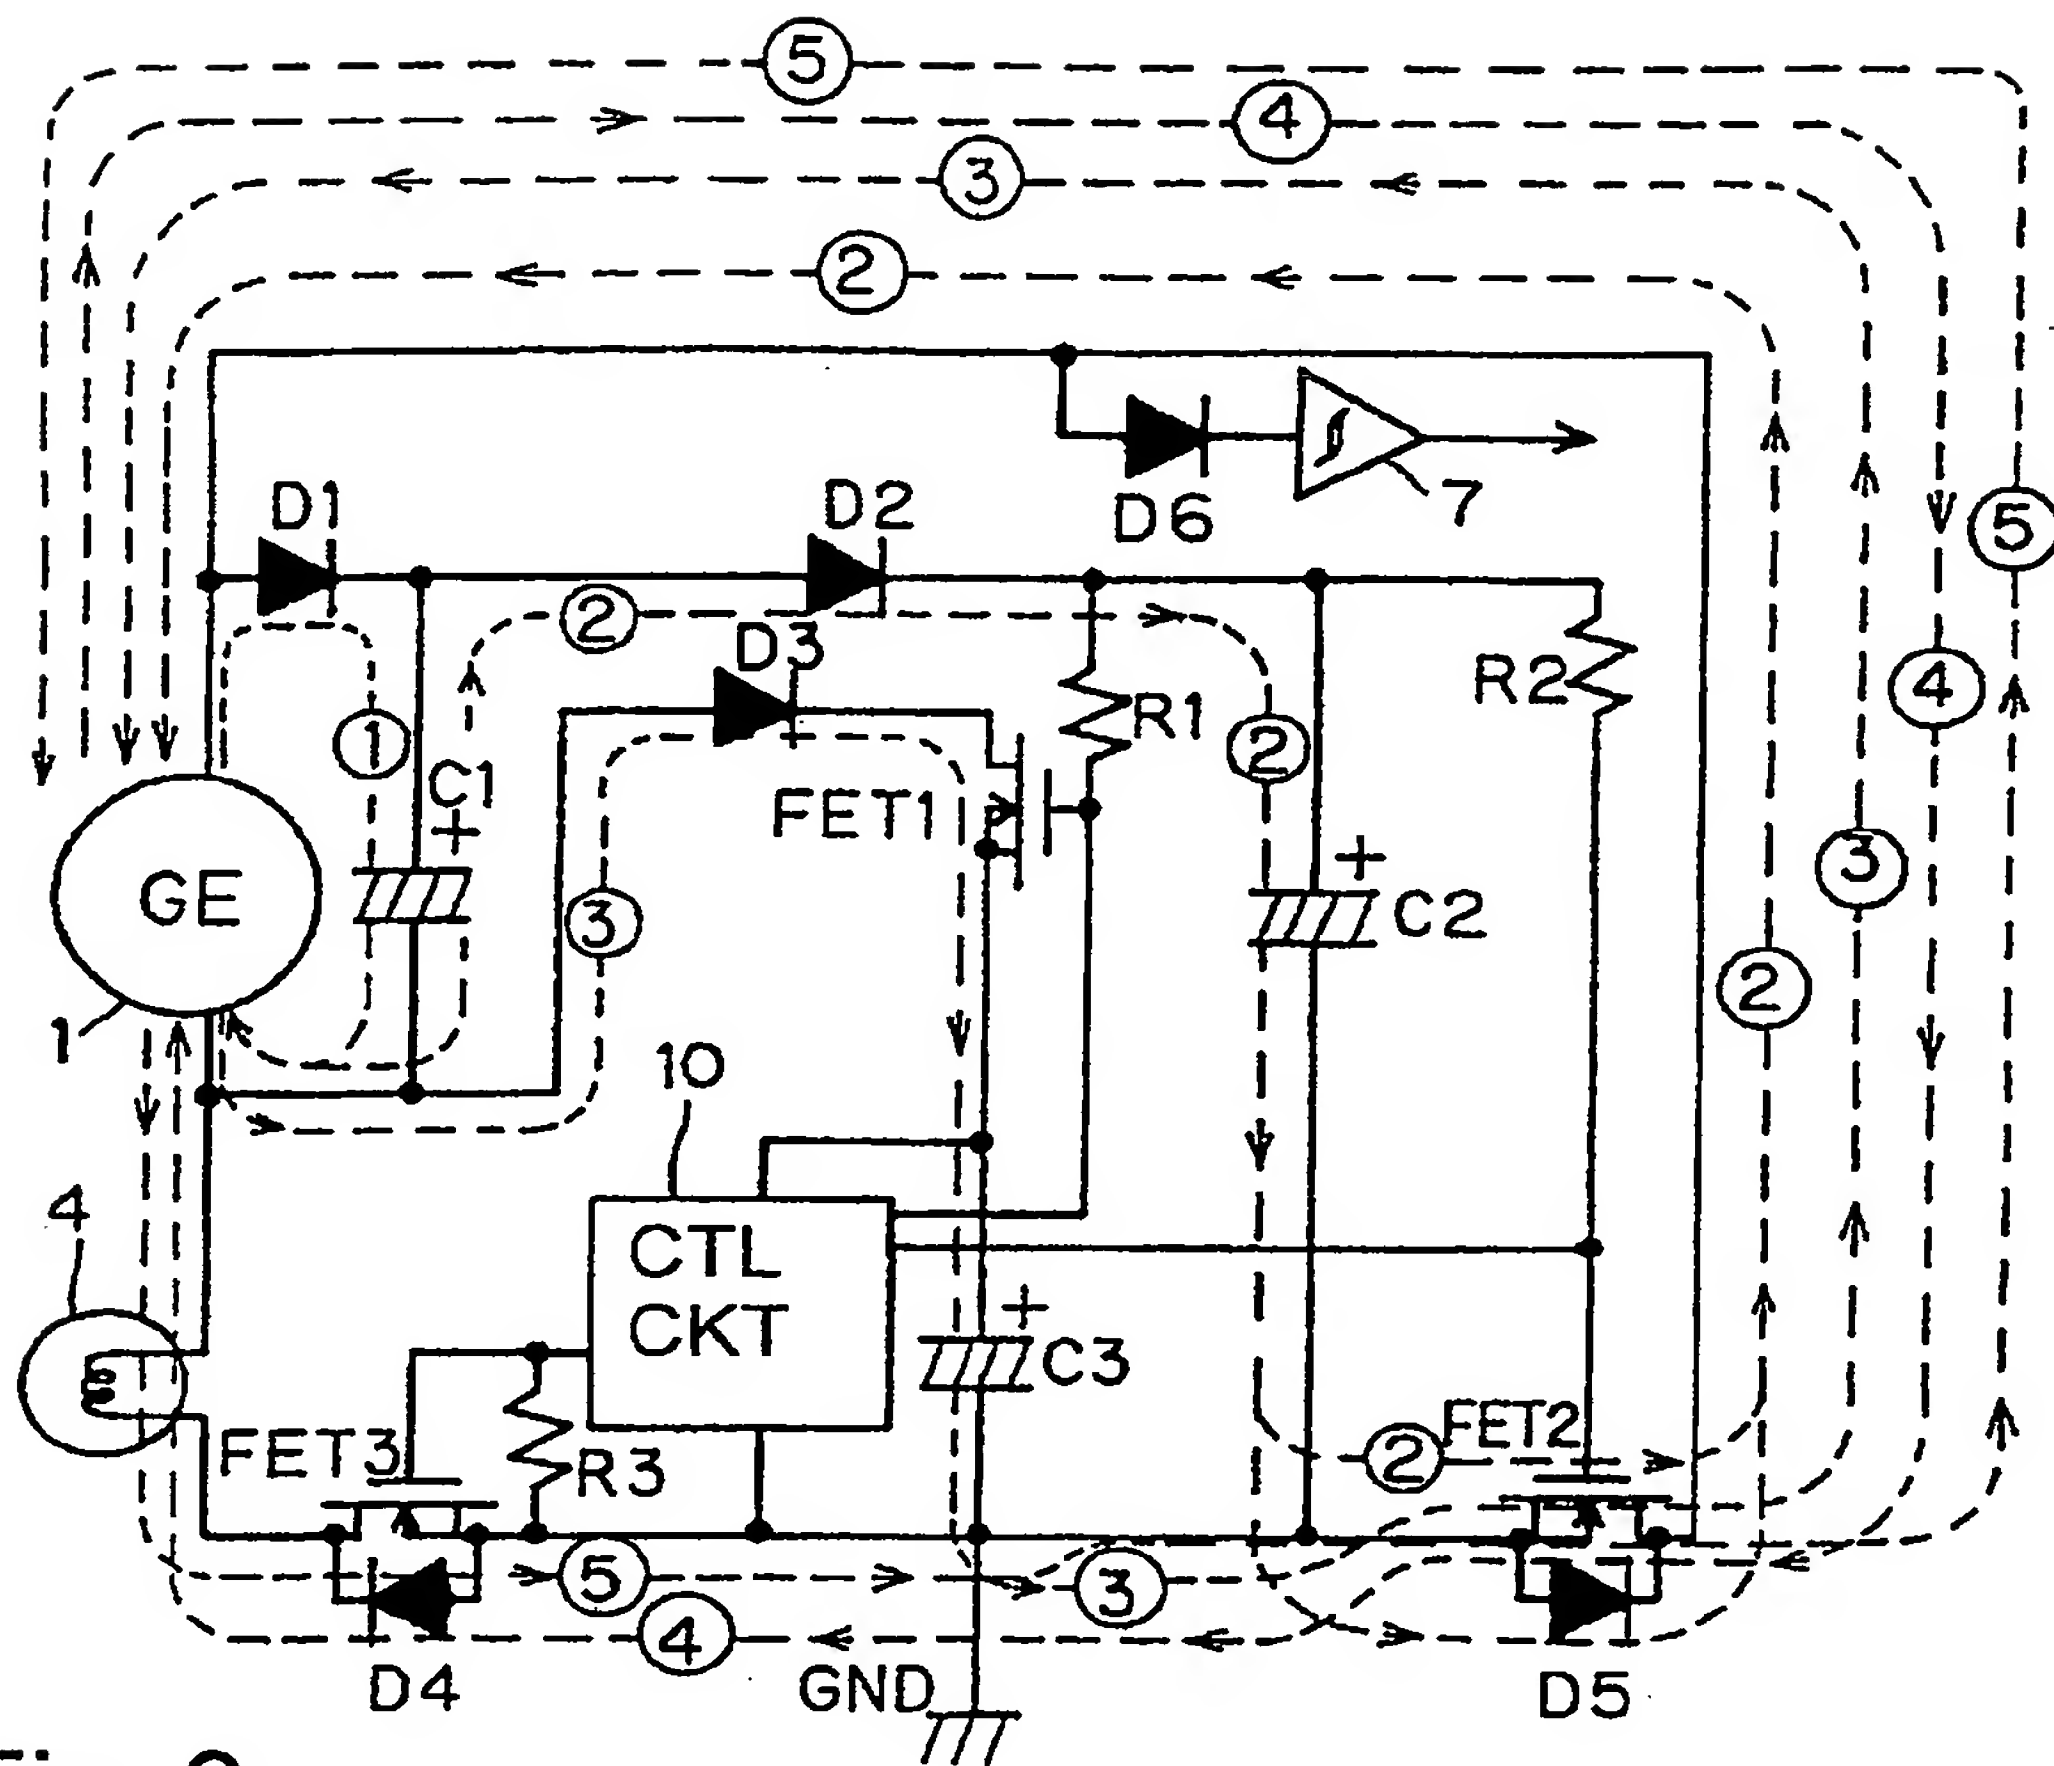 ⑤
④
③
②
D1
D2
D6
7
⑤
②
D3
R1
R2
④
①
C1
+
②
FET1
+
③
GE
③
C2
②
1
10
4
CTL
CKT
+
C3
FET3
R3
②
FET2
⑤
③
④
D4
GND
D5